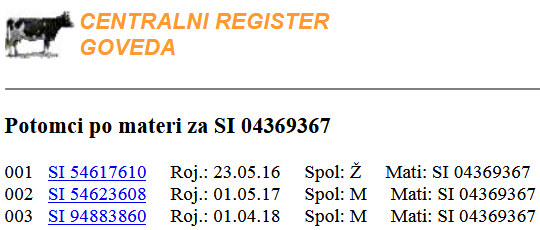 CENTRALNI REGISTER
GOVEDA
Potomci po materi za SI 04369367
001 SI 54617610 Roj.: 23.05.16 Spol: Ž Mati: SI 04369367
002 SI 54623608 Roj.: 01.05.17 Spol: M Mati: SI 04369367
003 SI 94883860 Roj.: 01.04.18 Spol: M Mati: SI 04369367